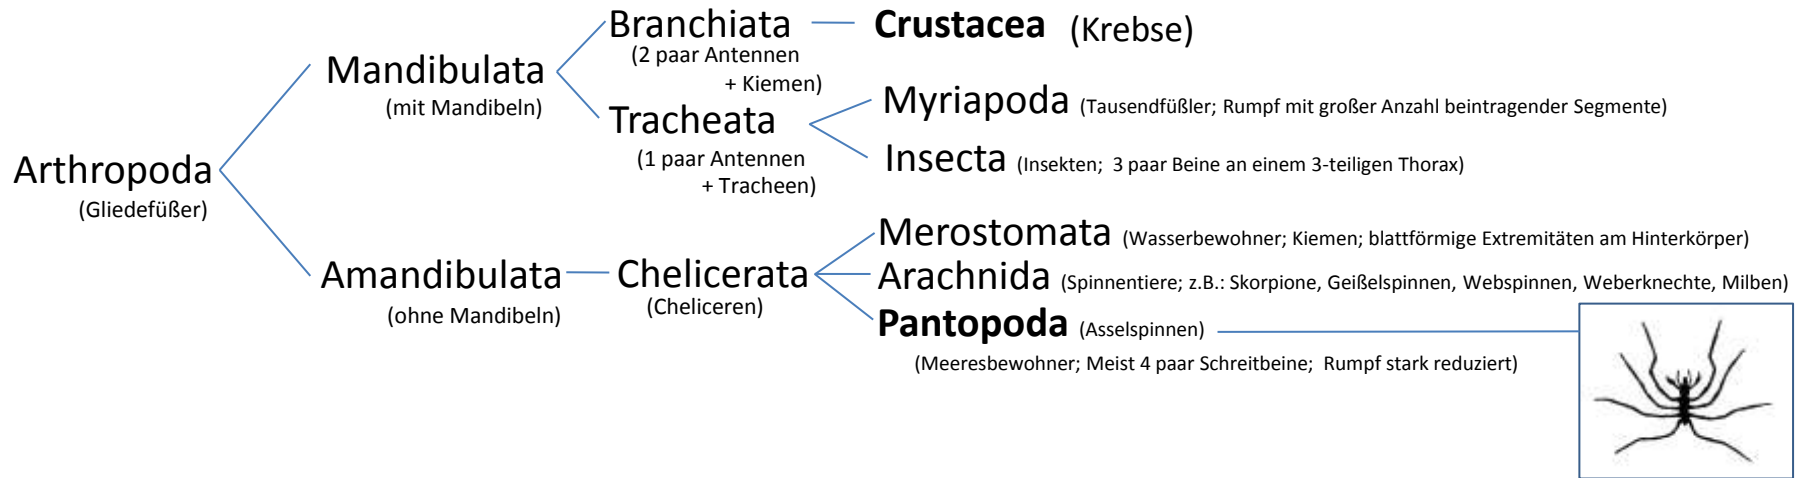 Arthropoda
(Gliedefüßer)
Mandibulata
(mit Mandibeln)
Branchiata
(2 paar Antennen
+ Kiemen)
Crustacea (Krebse)
Tracheata
(1 paar Antennen
+ Tracheen)
Myriapoda (Tausendfüßler; Rumpf mit großer Anzahl beintragender Segmente)
Insecta (Insekten; 3 paar Beine an einem 3-teiligen Thorax)
Amandibulata
(ohne Mandibeln)
Chelicerata
(Cheliceren)
Merostomata (Wasserbewohner; Kiemen; blattförmige Extremitäten am Hinterkörper)
Arachnida (Spinnentiere; z.B.: Skorpione, Geißelspinnen, Webspinnen, Weberknechte, Milben)
Pantopoda (Asselspinnen)
(Meeresbewohner; Meist 4 paar Schreitbeine; Rumpf stark reduziert)